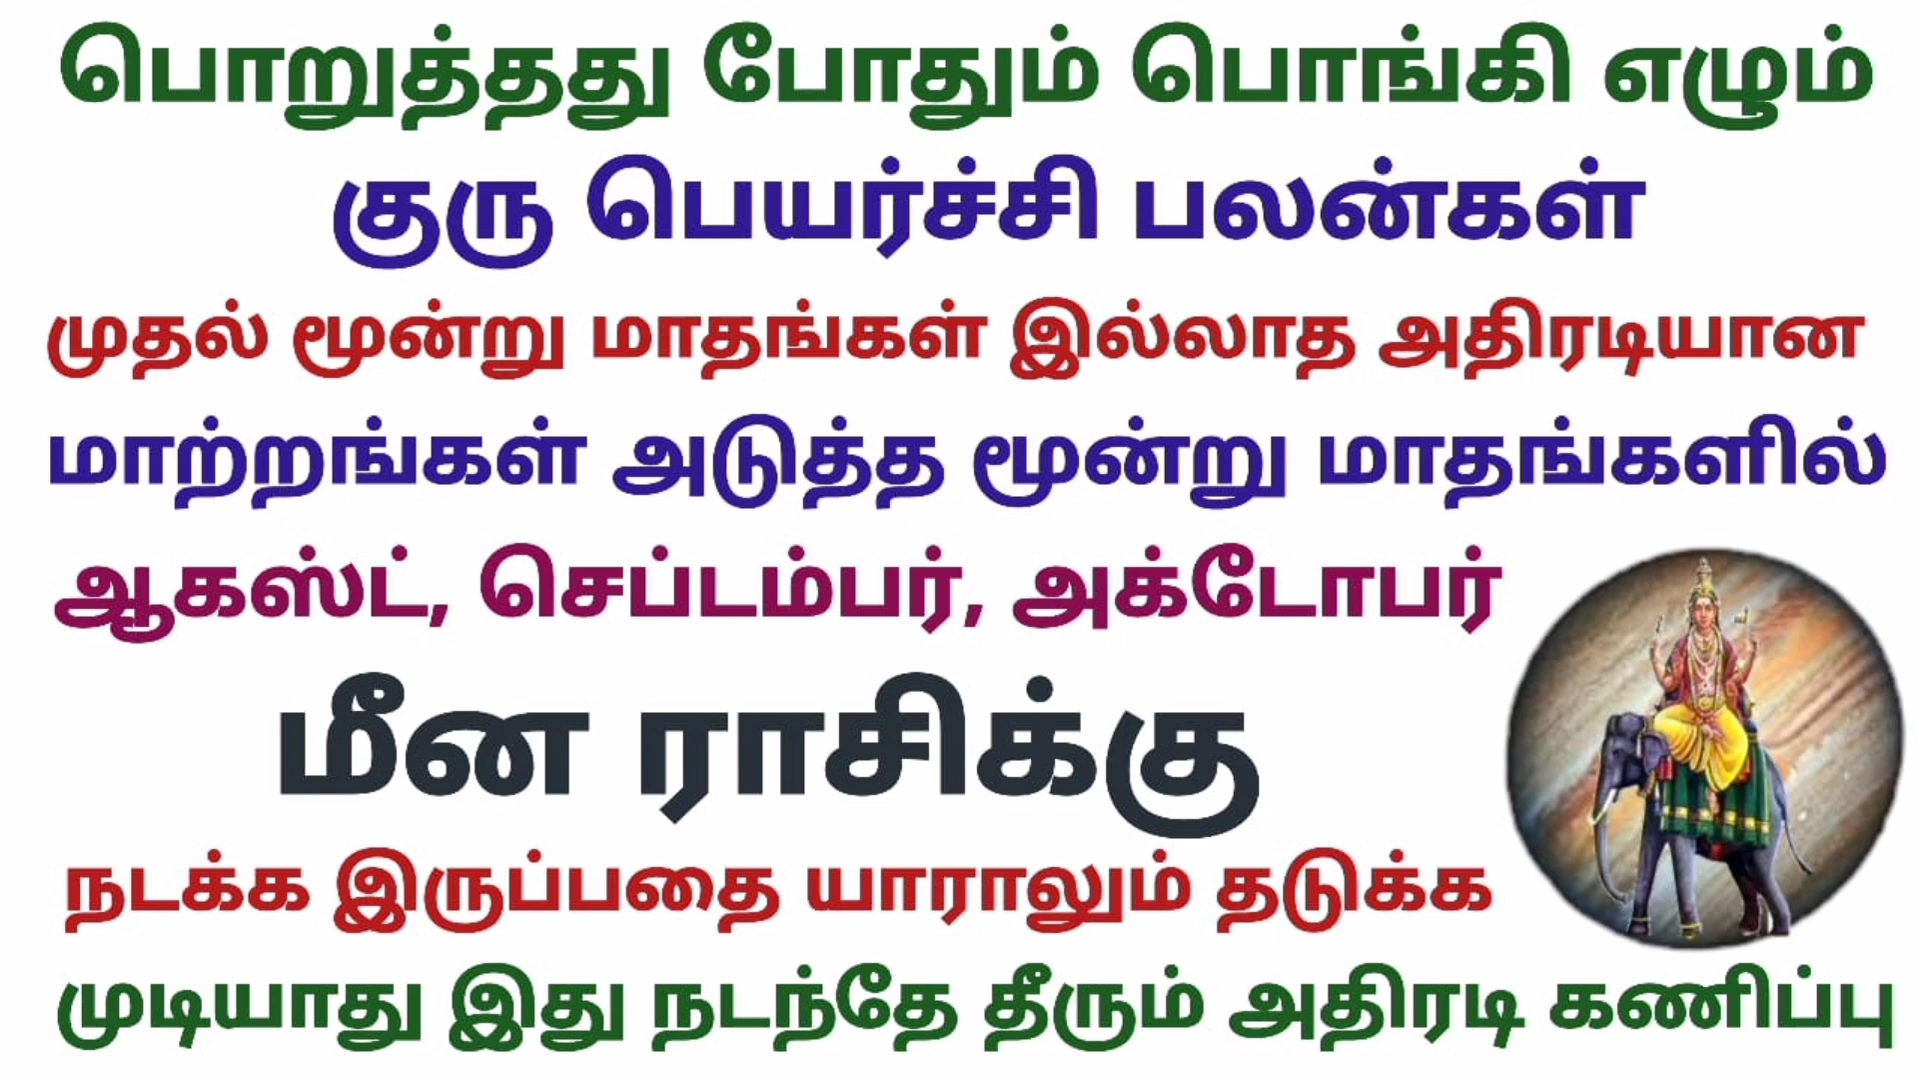 பொறுத்தது போதும் பொங்கி எழும்
குரு பெயர்ச்சி பலன்கள்
முதல் மூன்று மாதங்கள் இல்லாத அதிரடியான
மாற்றங்கள் அடுத்த மூன்று மாதங்களில்
ஆகஸ்ட், செப்டம்பர், அக்டோபர்
மீன ராசிக்கு
நடக்க இருப்பதை யாராலும் தடுக்க
முடியாது இது நடந்தே தீரும் அதிரடி கணிப்பு